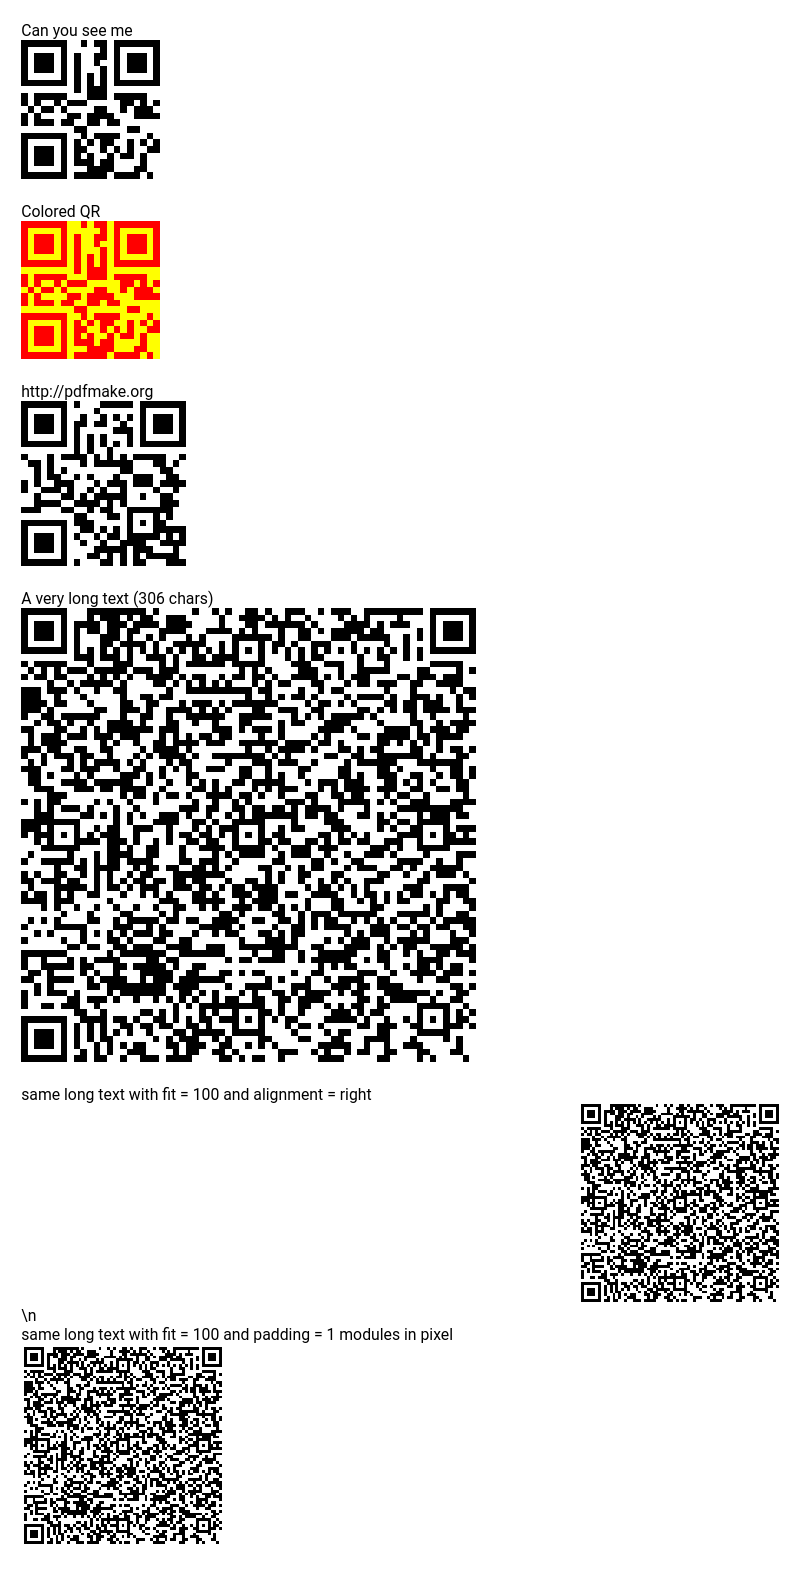 Can you see me
Colored QR
http://pdfmake.org
A very long text (306 chars)
same long text with fit = 100 and alignment = right
\n
same long text with fit = 100 and padding = 1 modules in pixel